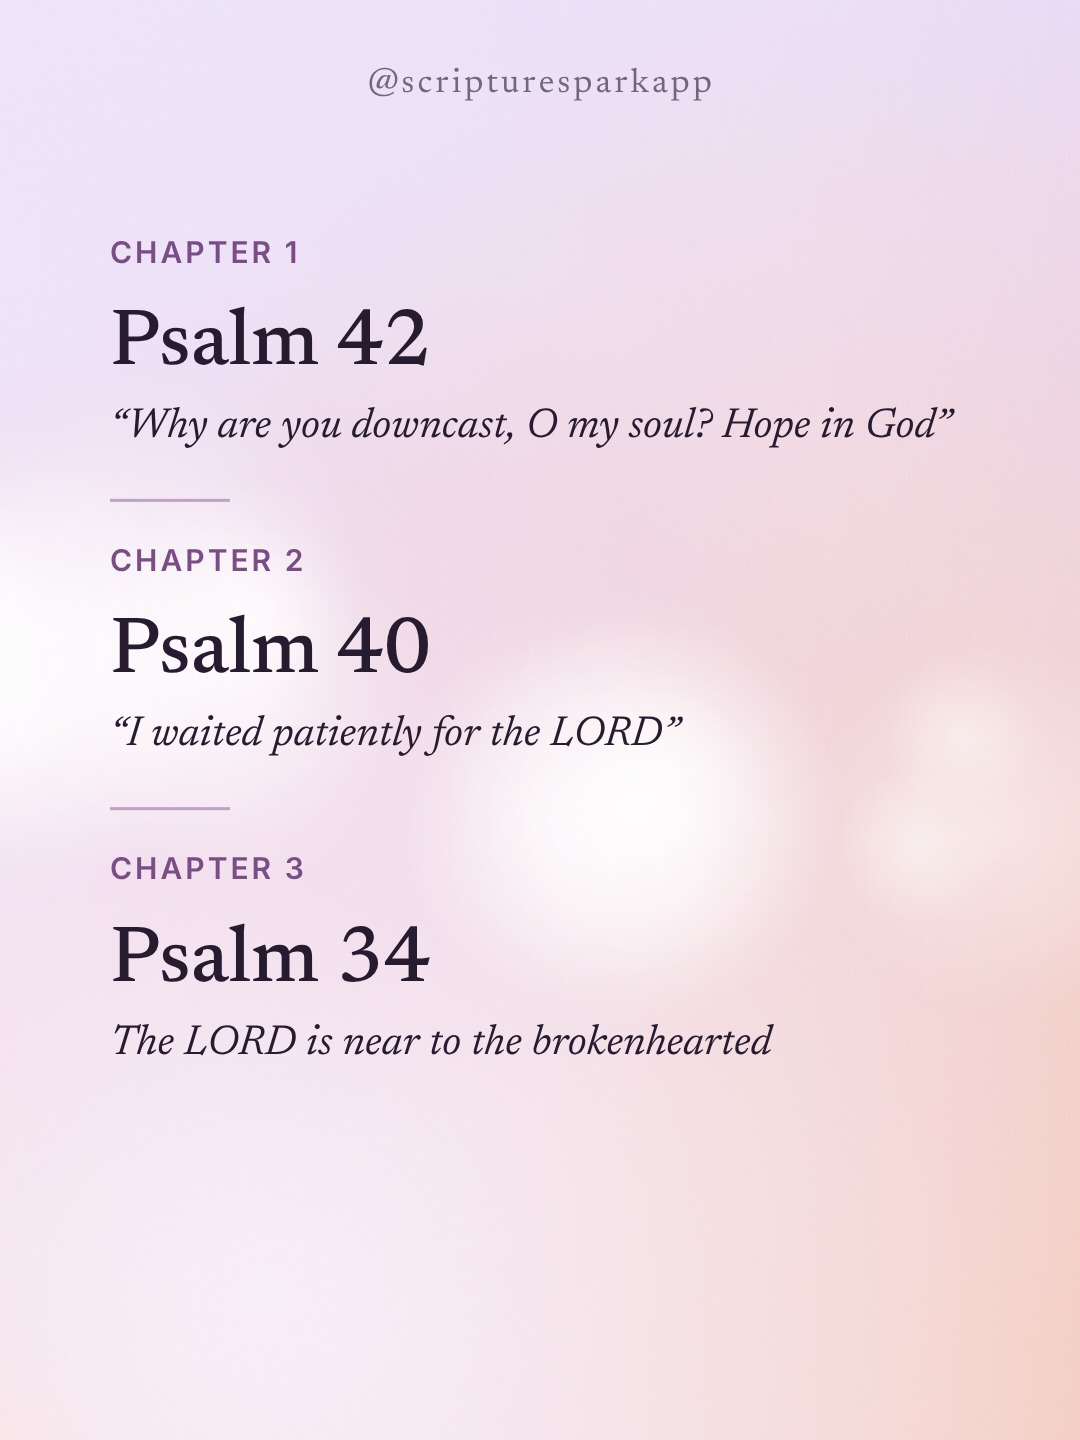 @scripturesparkapp
CHAPTER 1
Psalm 42
“Why are you downcast, O my soul? Hope in God”
CHAPTER 2
Psalm 40
“I waited patiently for the LORD”
CHAPTER 3
Psalm 34
The LORD is near to the brokenhearted